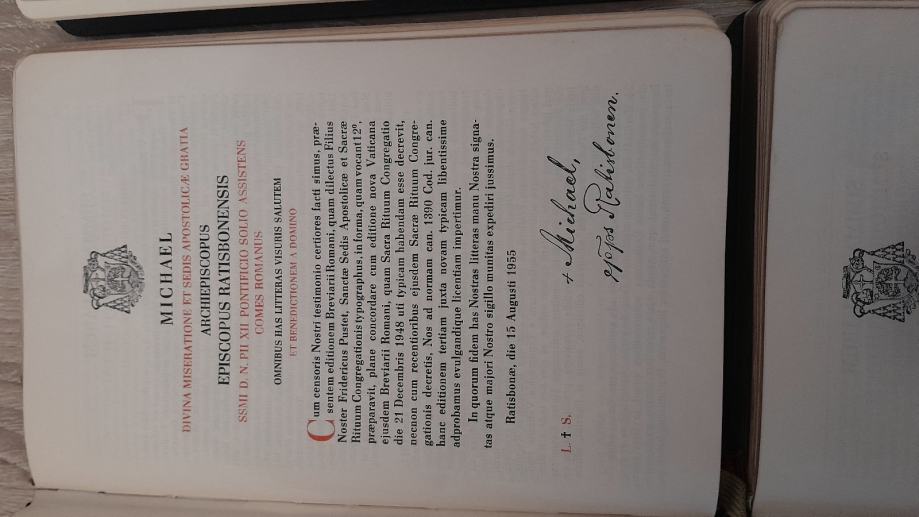 MICHAEL
DIVINA MISERATIONE ET SEDIS APOSTOLICÆ GRATIA
ARCHIEPISCOPUS
EPISCOPUS RATISBONENSIS
SSMI D. N. PII XII PONTIFICIO SOLIO ASSISTENS
COMES ROMANUS
OMNIBUS HAS LITTERAS VISURIS SALUTEM
ET BENEDICTIONEM A DOMINO
Cum censoris Nostri testimonio certiores facti simus, præ-
sentem editionem Breviarii Romani, quam dilectus Filius
Noster Fridericus Pustet, Sanctæ Sedis Apostolicæ et Sacræ
Rituum Congregationis typographus, in forma, quam vocant 12º,
præparavit, plane concordare cum editione nova Vaticana
ejusdem Breviarii Romani, quam Sacra Rituum Congregatio
die 21 Decembris 1948 uti typicam habendam esse decrevit,
necnon cum recentioribus ejusdem Sacræ Rituum Congre-
gationis decretis, Nos ad normam can. 1390 Cod. jur. can.
hanc editionem tertiam juxta novam typicam libentissime
adprobamus evulgandique licentiam impertimur.
In quorum fidem has Nostras litteras manu Nostra signa-
tas atque majori Nostro sigillo munitas expediri jussimus.
Ratisbonæ, die 15 Augusti 1955
L. ✝ S.
+ Michael,
Ratisbonen.